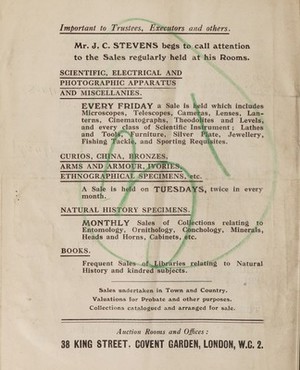 Important to Trustees, Executors and others.
Mr. J. C. STEVENS begs to call attention
to the Sales regularly held at his Rooms.
SCIENTIFIC, ELECTRICAL AND
PHOTOGRAPHIC APPARATUS
AND MISCELLANIES.
EVERY FRIDAY a Sale is held which includes
Microscopes, Telescopes, Cameras, Lenses, Lan-
terns, Cinematographs, Theodolites and Levels,
and every class of Scientific Instrument; Lathes
and Tools, Furniture, Silver Plate, Jewellery,
Fishing Tackle, and Sporting Requisites.
CURIOS, CHINA, BRONZES,
ARMS AND ARMOUR, IVORIES,
ETHNOGRAPHICAL SPECIMENS, etc.
A Sale is held on TUESDAYS, twice in every
month.
NATURAL HISTORY SPECIMENS.
MONTHLY Sales of Collections relating to
Entomology, Ornithology, Conchology, Minerals,
Heads and Horns, Cabinets, etc.
BOOKS.
Frequent Sales of Libraries relating to Natural
History and kindred subjects.
Sales undertaken in Town and Country.
Valuations for Probate and other purposes.
Collections catalogued and arranged for sale.
Auction Rooms and Offices:
38 KING STREET, COVENT GARDEN, LONDON, W.C. 2.